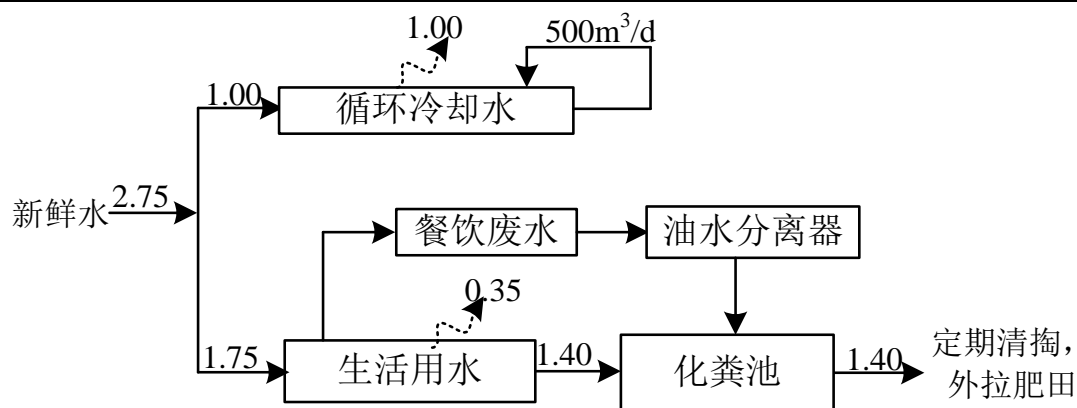 1.00
500m³/d
1.00
循环冷却水
新鲜水
2.75
餐饮废水
油水分离器
0.35
1.75
生活用水
1.40
化粪池
1.40
定期清掏，
外拉肥田